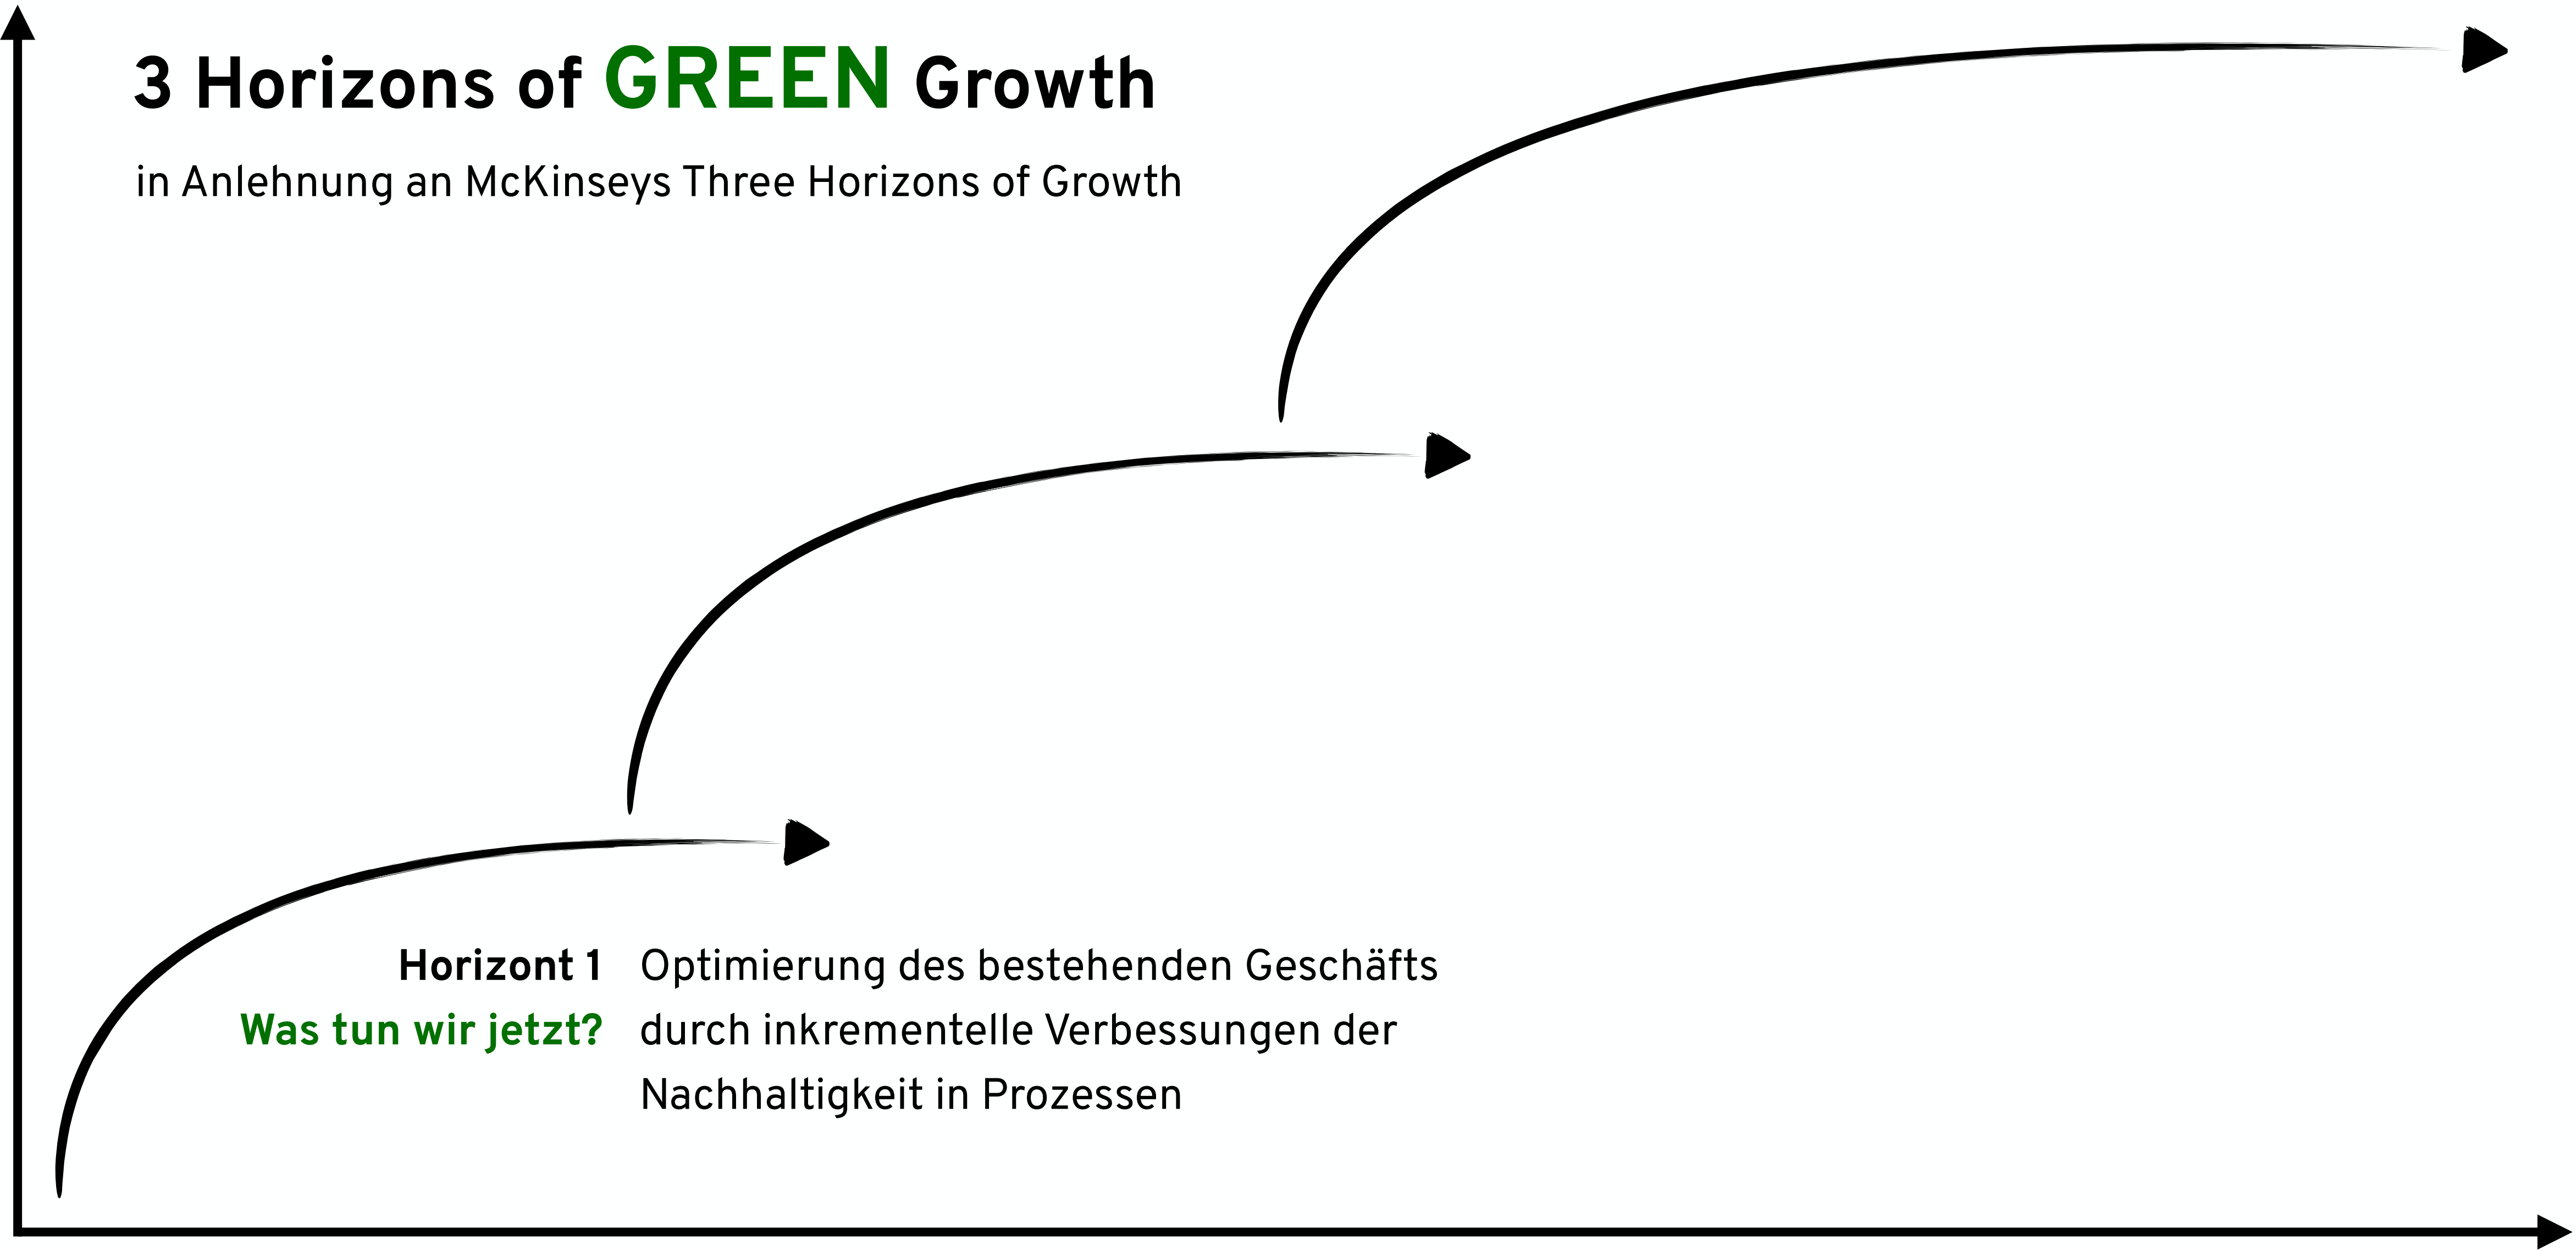 3 Horizons of GREEN Growth
in Anlehnung an McKinseys Three Horizons of Growth
Horizont 1 Optimierung des bestehenden Geschäfts
Was tun wir jetzt? durch inkrementelle Verbessungen der
Nachhaltigkeit in Prozessen